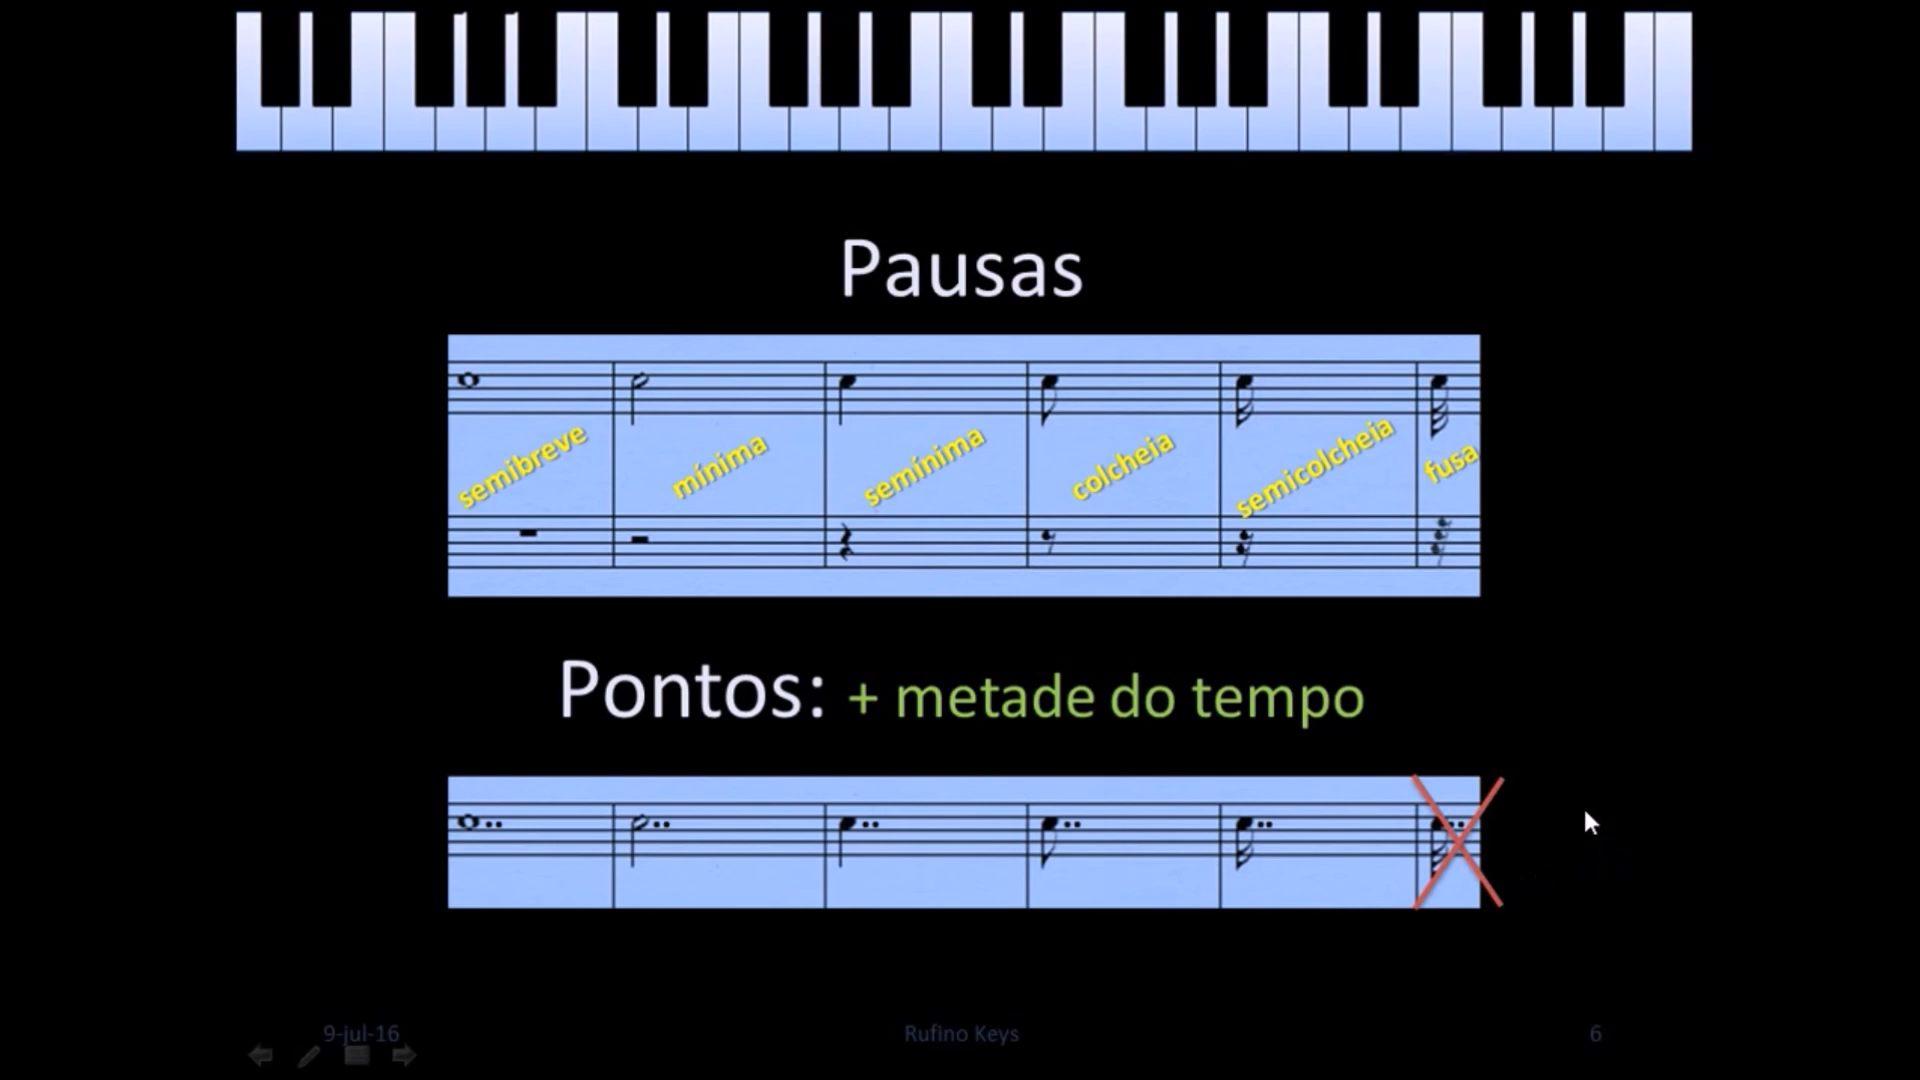 Pausas
semibreve mínima semínima colcheia semicolcheia fusa
Pontos: + metade do tempo
9-jul-16 Rufino Keys 6